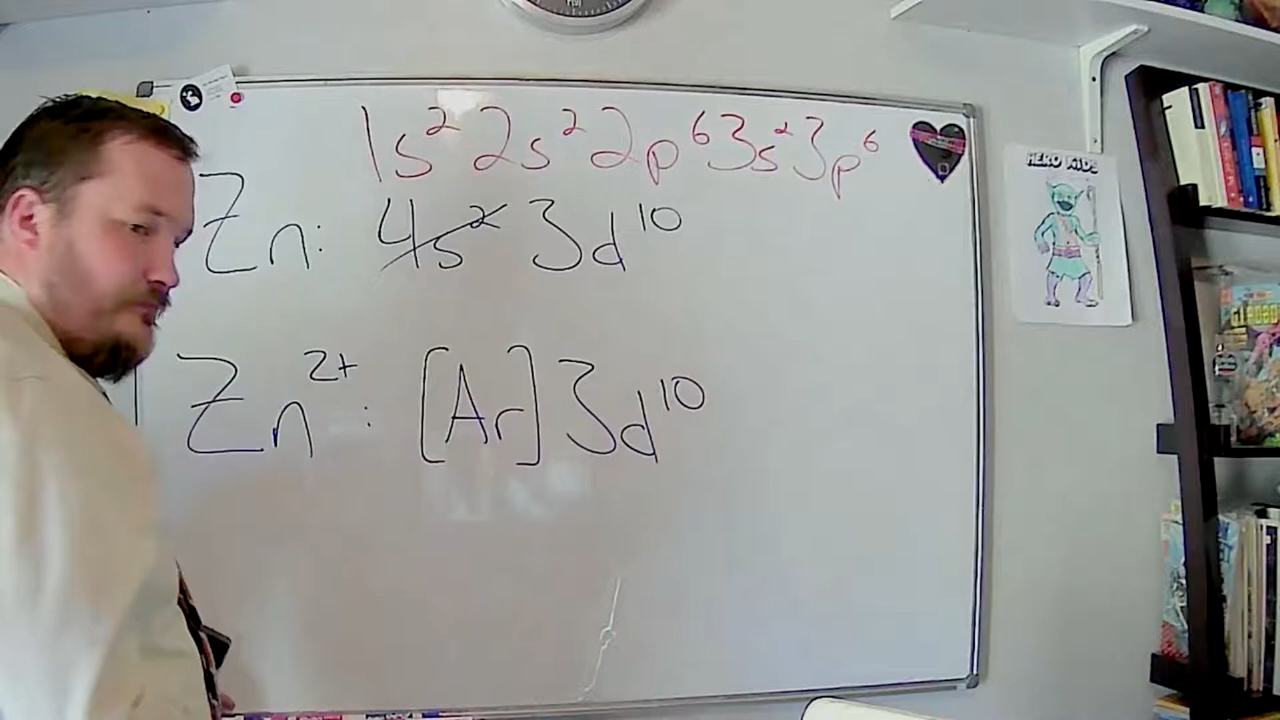 1s²2s²2p⁶3s²3p⁶
Zn: 4s² 3d¹⁰
Zn²⁺: [Ar] 3d¹⁰
HERO KIDS